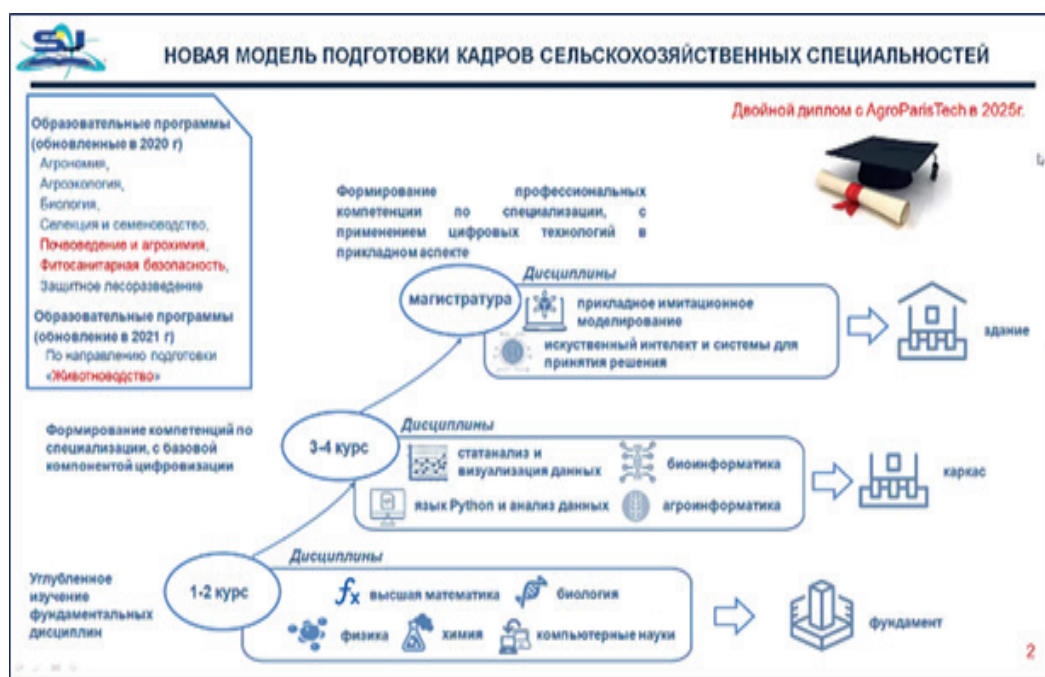 SU
НОВАЯ МОДЕЛЬ ПОДГОТОВКИ КАДРОВ СЕЛЬСКОХОЗЯЙСТВЕННЫХ СПЕЦИАЛЬНОСТЕЙ
Образовательные программы
(обновленные в 2020 г)
Агрономия,
Агроэкология,
Биология,
Селекция и семеноводство,
Почвоведение и агрохимия,
Фитосанитарная безопасность,
Защитное лесоразведение
Образовательные программы
(обновление в 2021 г)
По направлению подготовки
«Животноводство»
Двойной диплом с AgroParisTech в 2025г.
Формирование профессиональных
компетенции по специализации, с
применением цифровых технологий в
прикладном аспекте
магистратура
Дисциплины
прикладное имитационное
моделирование
искуственный интелект и системы для
принятия решения
здание
Формирование компетенций по
специализации, с базовой
компонентой цифровизации
3-4 курс
Дисциплины
статанализ и
визуализация данных
биоинформатика
язык Python и анализ данных
агроинформатика
каркас
Углубленное
изучение
фундаментальных
дисциплин
1-2 курс
Дисциплины
fx высшая математика
биология
физика
химия
компьютерные науки
фундамент
2